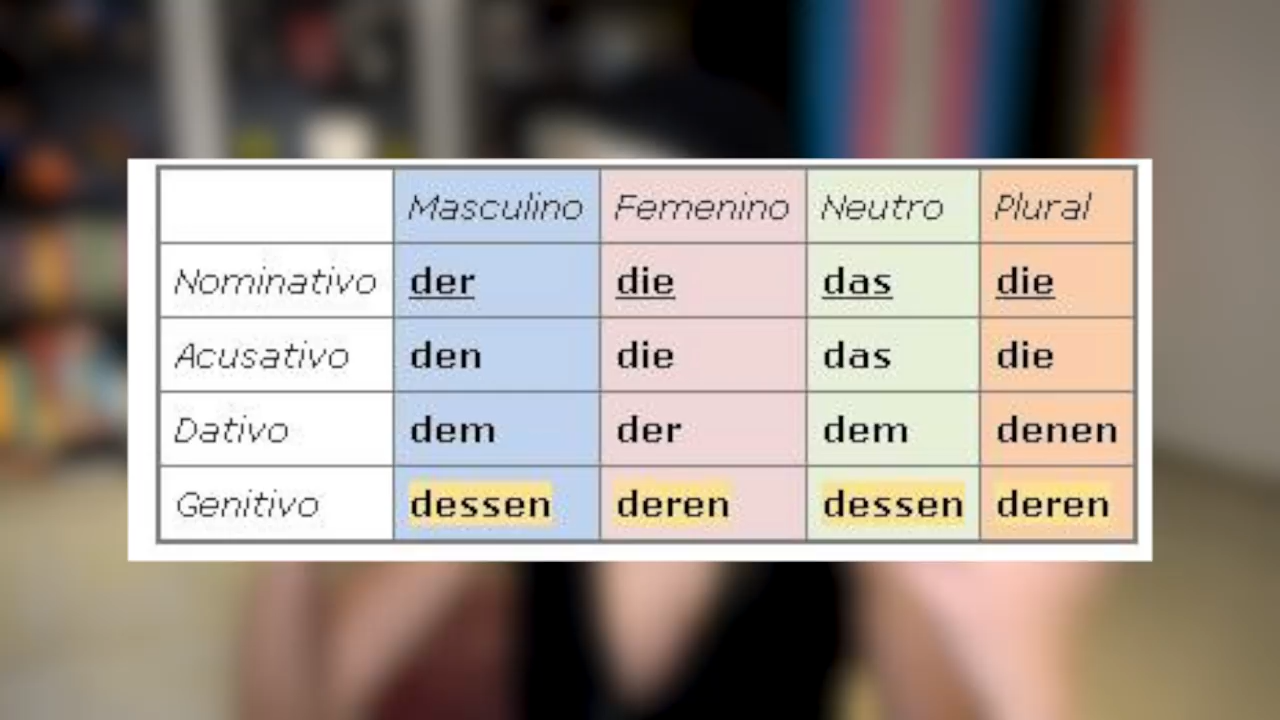 Masculino Femenino Neutro Plural
Nominativo der die das die
Acusativo den die das die
Dativo dem der dem denen
Genitivo dessen deren dessen deren